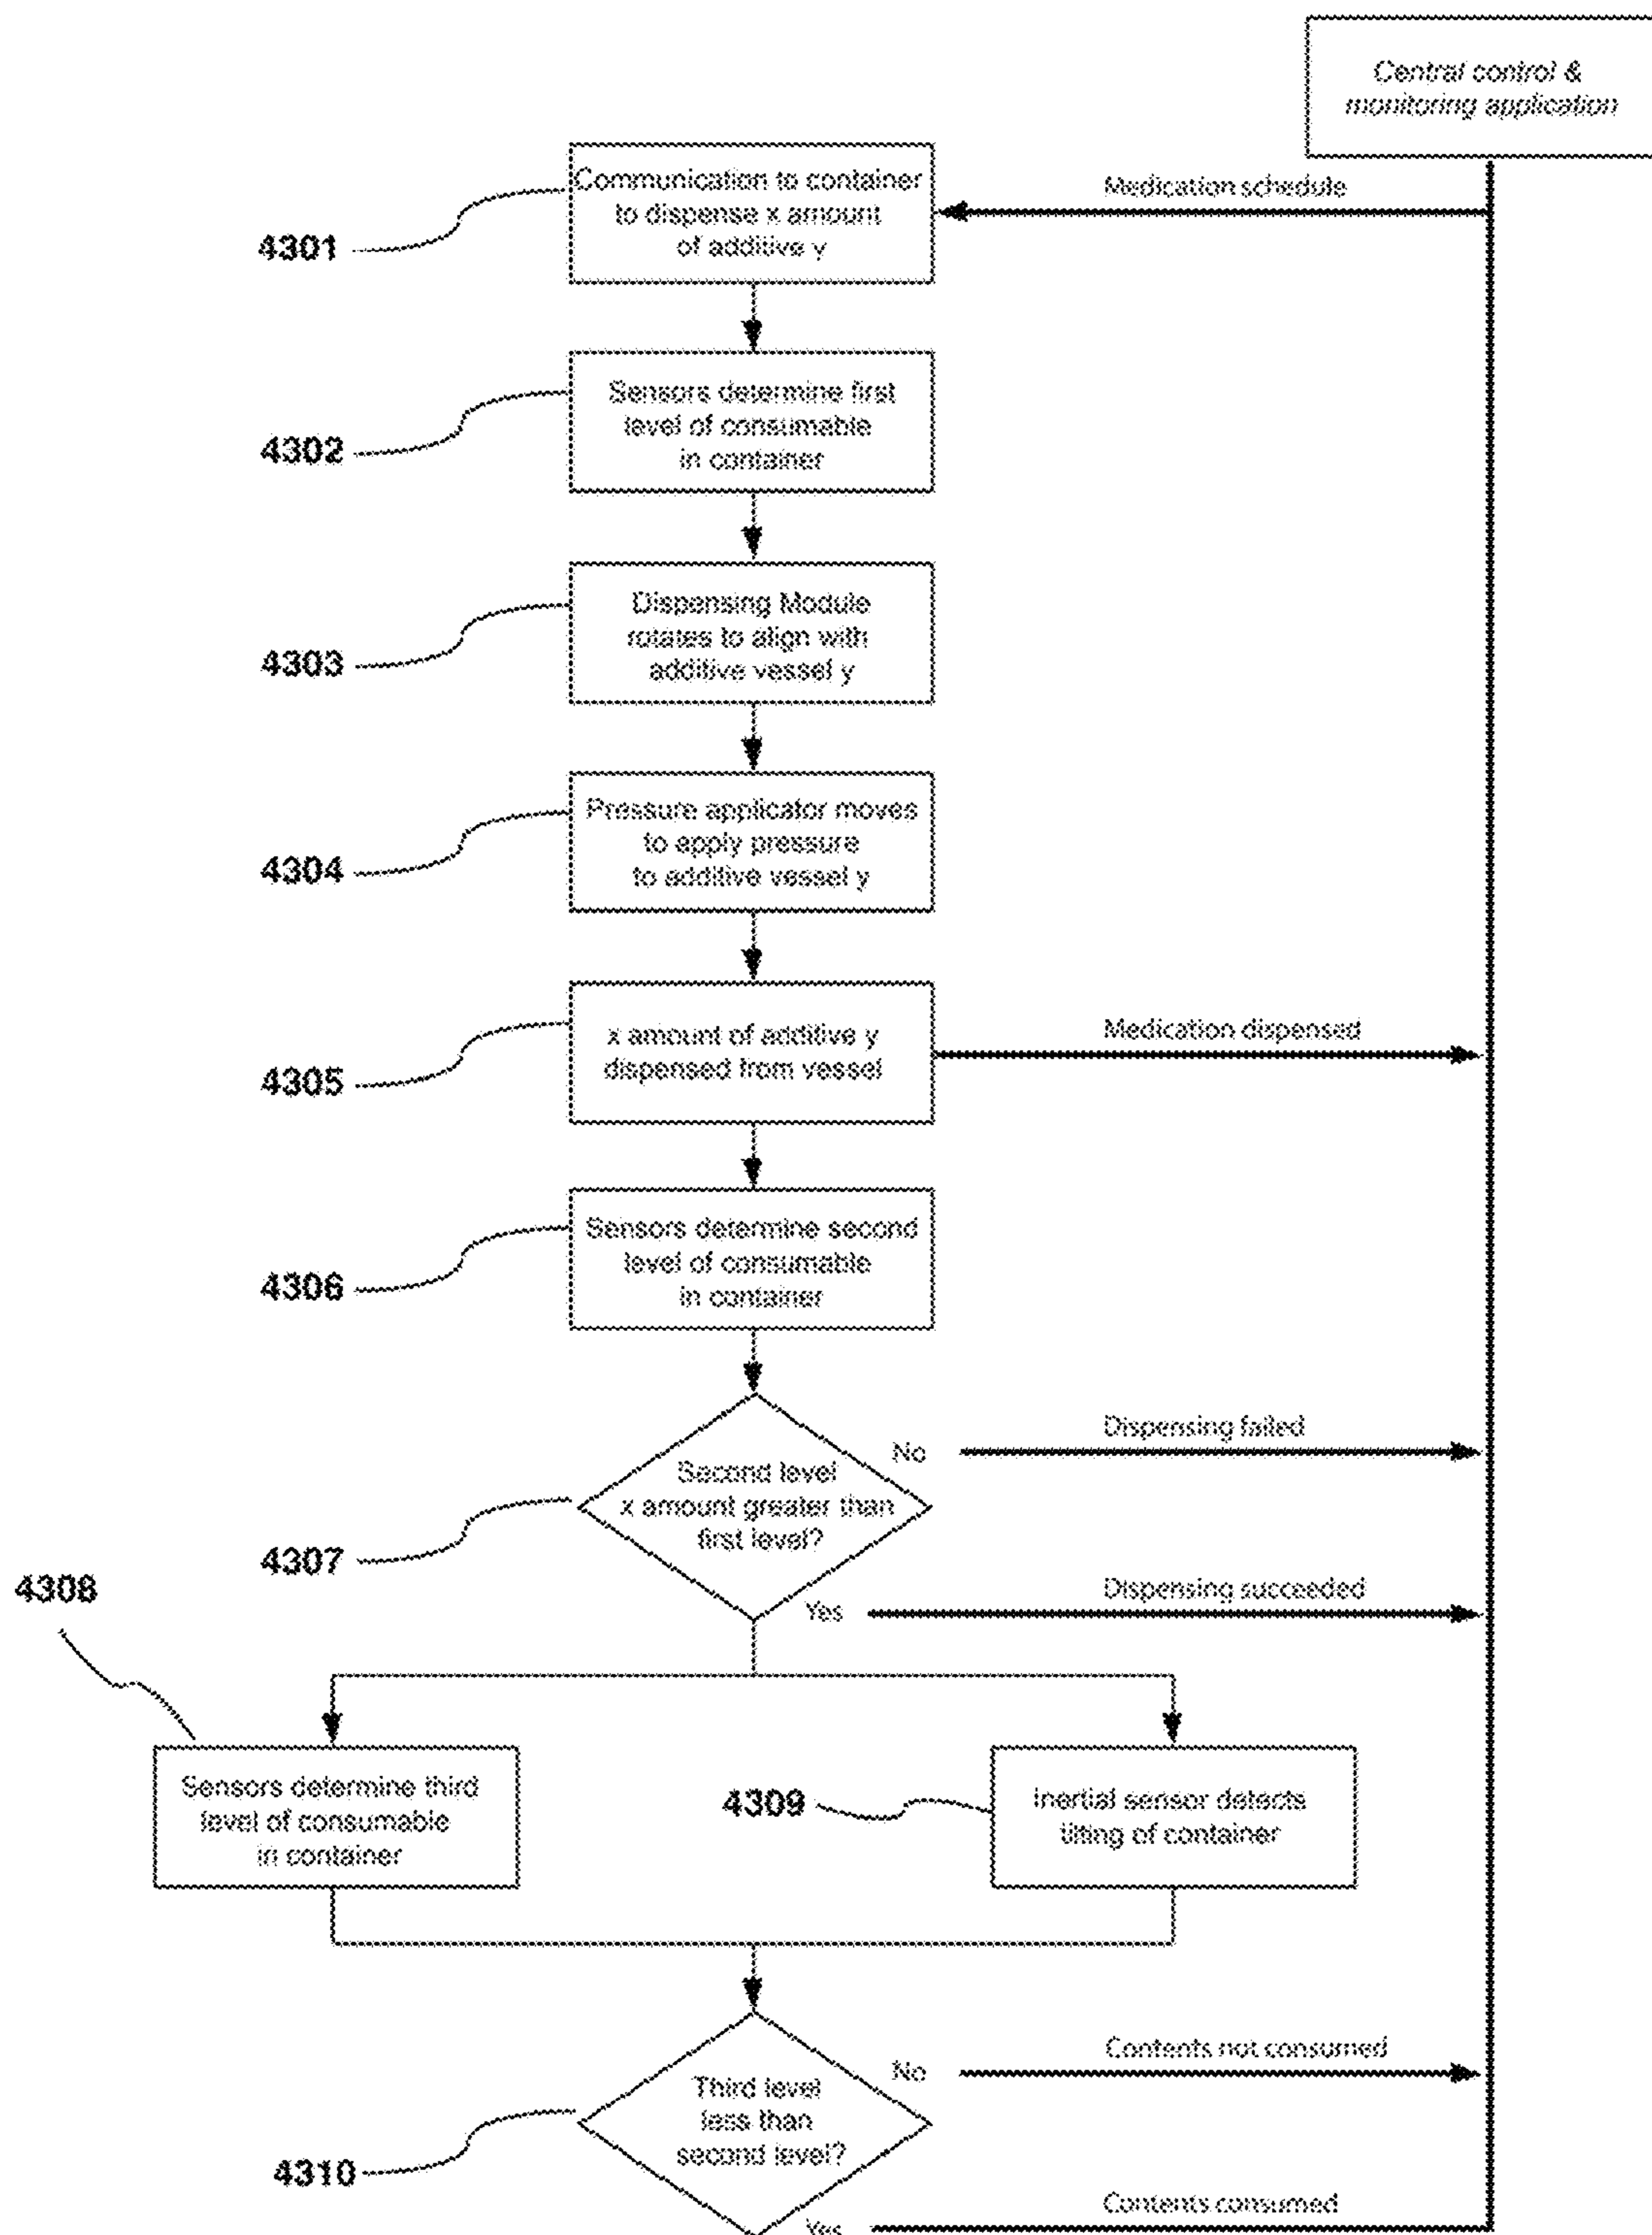 Central control &
monitoring application
Communication to container
to dispense x amount
of additive y
Medication schedule
4301
Sensors determine first
level of consumable
in container
4302
Dispensing Module
rotates to align with
additive vessel y
4303
Pressure applicator moves
to apply pressure
to additive vessel y
4304
x amount of additive y
dispensed from vessel
Medication dispensed
4305
Sensors determine second
level of consumable
in container
4306
No
Dispensing failed
Second level
x amount greater than
first level?
4307
Yes
Dispensing succeeded
4308
Sensors determine third
level of consumable
in container
4309
Inertial sensor detects
tilting of container
No
Contents not consumed
Third level
less than
second level?
4310
Yes
Contents consumed